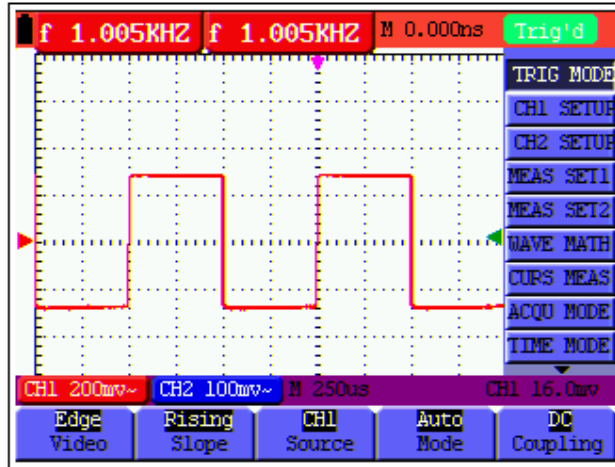 f 1.005KHZ f 1.005KHZ M 0.000ns Trig'd
TRIG MODE
CH1 SETUP
CH2 SETUP
MEAS SET1
MEAS SET2
WAVE MATH
CURS MEAS
ACQU MODE
TIME MODE
CH1 200mv~ CH2 100mv~ M 250us CH1 16.0mv
Edge Rising CH1 Auto DC
Video Slope Source Mode Coupling